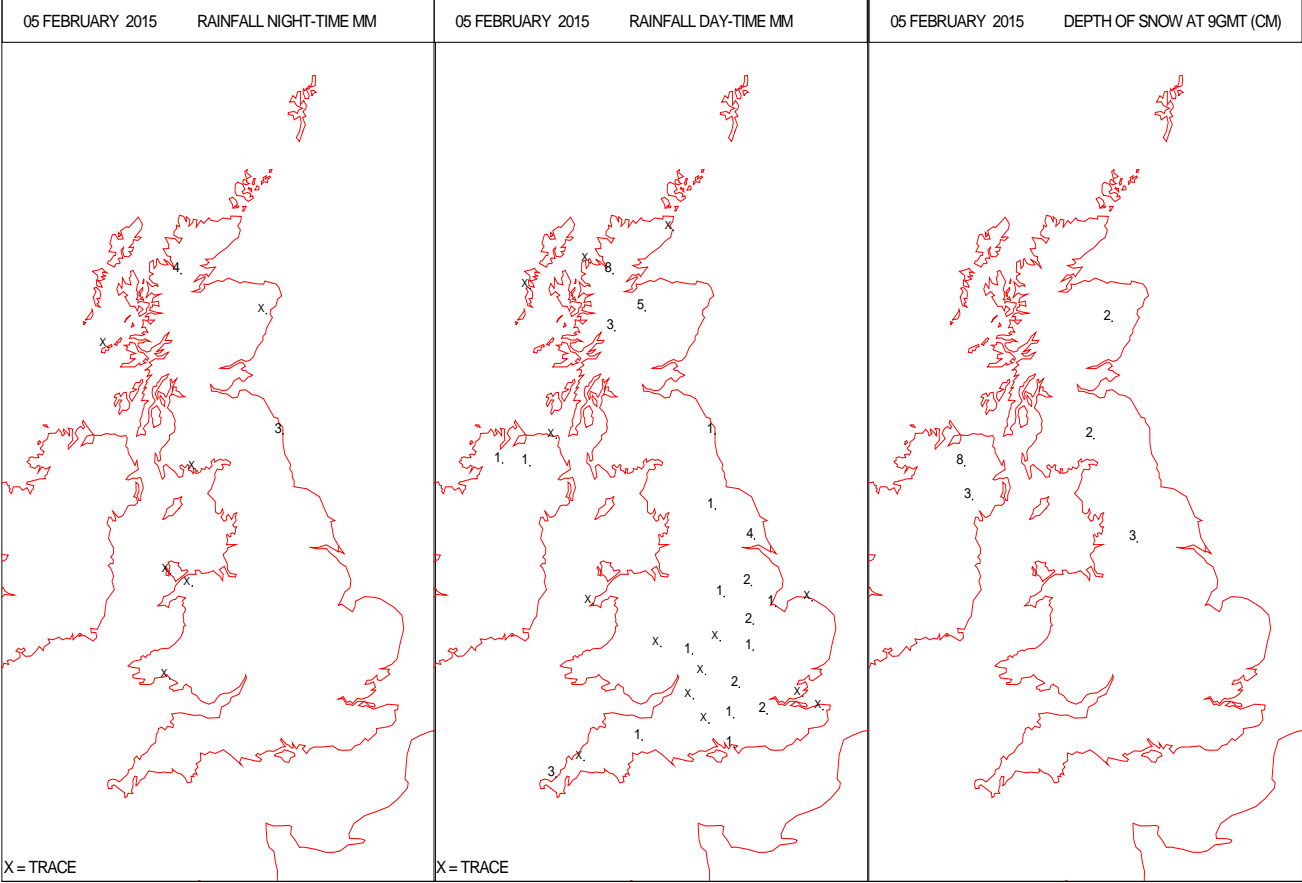 05 FEBRUARY 2015 RAINFALL NIGHT-TIME MM
4
X
X
3
X
X
X
X
X = TRACE
05 FEBRUARY 2015 RAINFALL DAY-TIME MM
X
X
8
X
5
3
1
X
1
1
1
4
2
1
X
1
X
2
X
X
1
1
X
2
X
X
X
2
1
X
1
1
X
3
X = TRACE
05 FEBRUARY 2015 DEPTH OF SNOW AT 9GMT (CM)
2
2
8
3
3